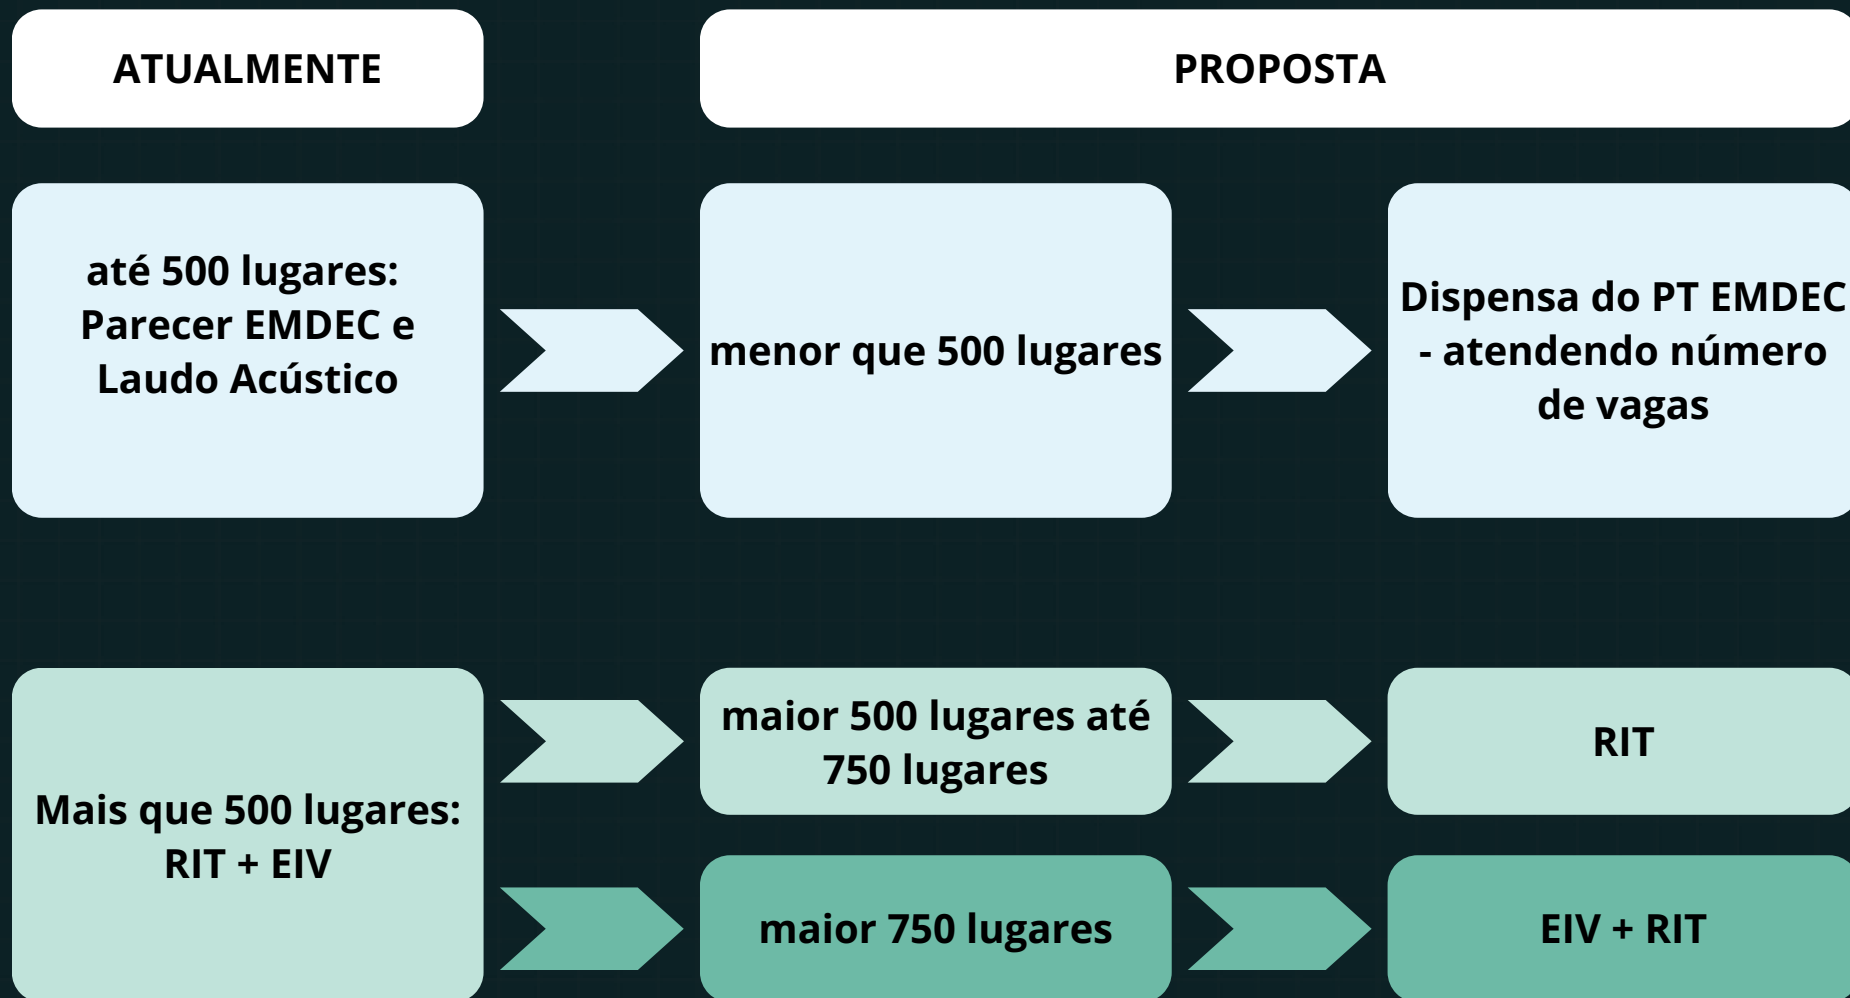 ATUALMENTE
PROPOSTA
até 500 lugares:
Parecer EMDEC e
Laudo Acústico
menor que 500 lugares
Dispensa do PT EMDEC
- atendendo número
de vagas
Mais que 500 lugares:
RIT + EIV
maior 500 lugares até
750 lugares
RIT
maior 750 lugares
EIV + RIT